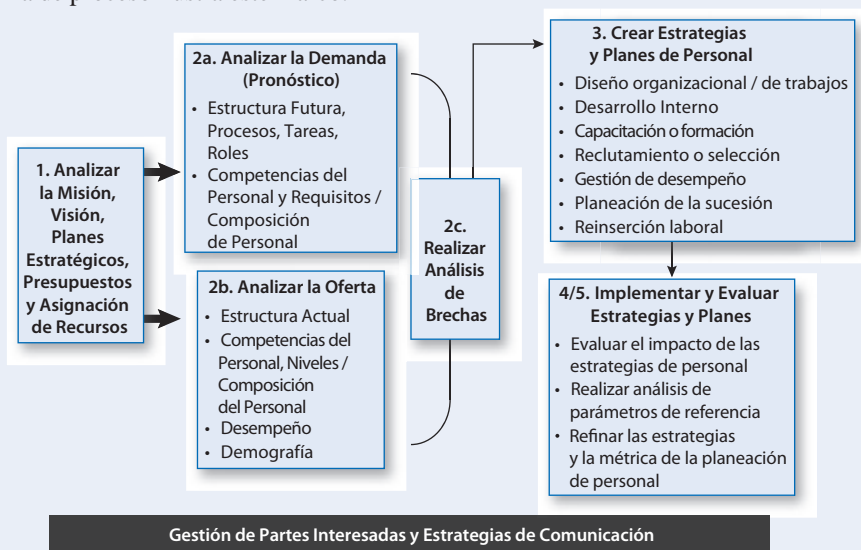 1. Analizar
la Misión,
Visión,
Planes
Estratégicos,
Presupuestos
y Asignación
de Recursos
2a. Analizar la Demanda
(Pronóstico)
• Estructura Futura,
Procesos, Tareas,
Roles
• Competencias del
Personal y Requisitos /
Composición
de Personal
2b. Analizar la Oferta
• Estructura Actual
• Competencias del
Personal, Niveles /
Composición
del Personal
• Desempeño
• Demografía
2c.
Realizar
Análisis
de
Brechas
3. Crear Estrategias
y Planes de Personal
• Diseño organizacional / de trabajos
• Desarrollo Interno
• Capacitación o formación
• Reclutamiento o selección
• Gestión de desempeño
• Planeación de la sucesión
• Reinserción laboral
4/5. Implementar y Evaluar
Estrategias y Planes
• Evaluar el impacto de las
estrategias de personal
• Realizar análisis de
parámetros de referencia
• Refinar las estrategias
y la métrica de la planeación
de personal
Gestión de Partes Interesadas y Estrategias de Comunicación